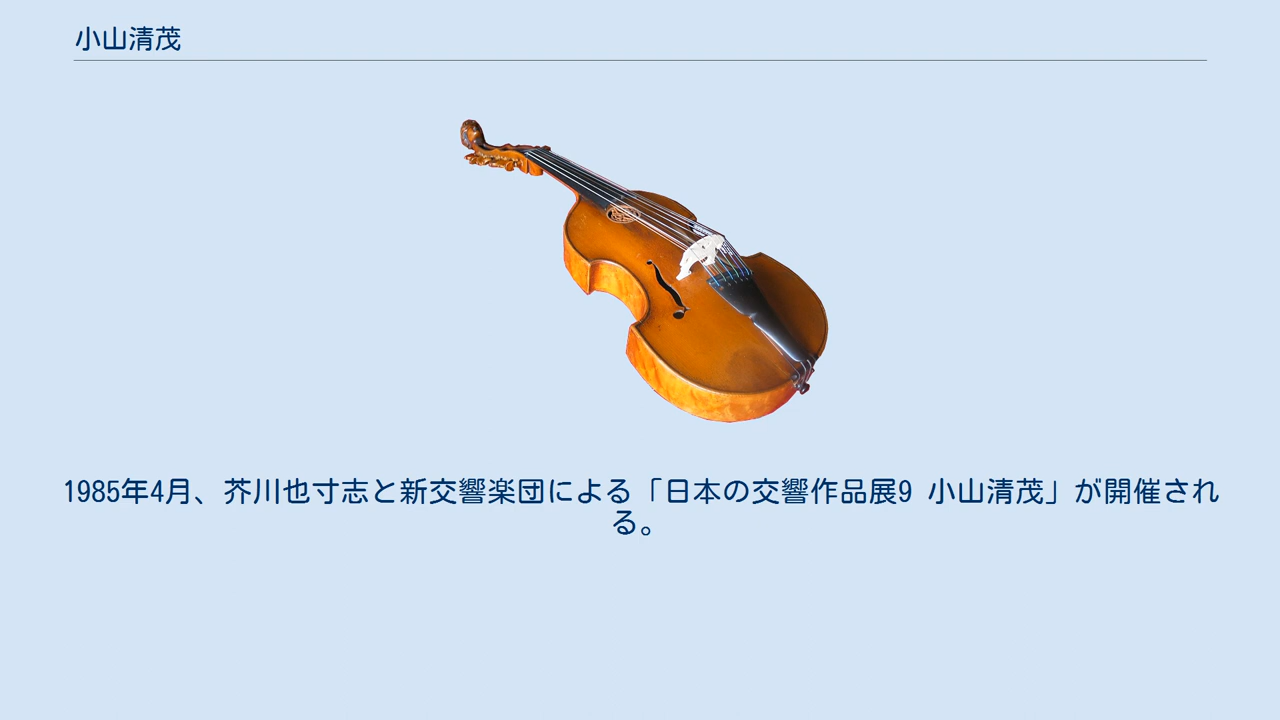 小山清茂
1985年4月、芥川也寸志と新交響楽団による「日本の交響作品展9 小山清茂」が開催され
る。